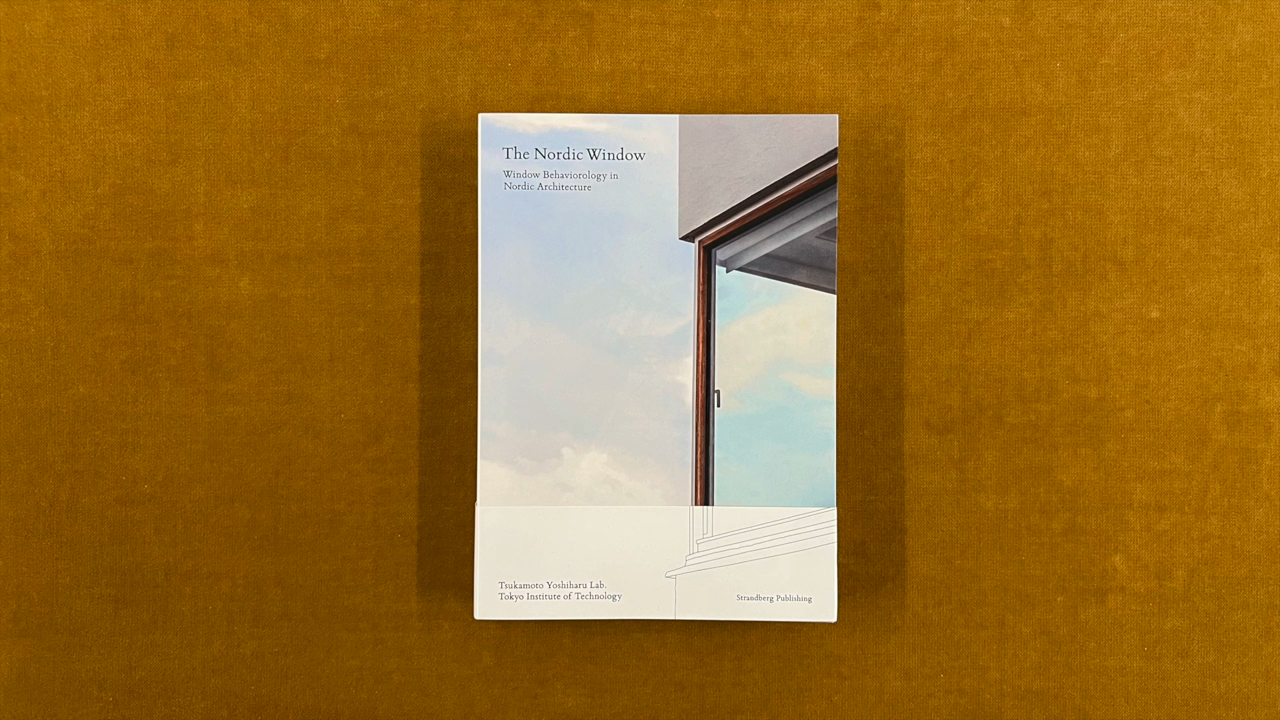 The Nordic Window
Window Behaviorology in
Nordic Architecture
Tsukamoto Yoshiharu Lab.
Tokyo Institute of Technology
Strandberg Publishing